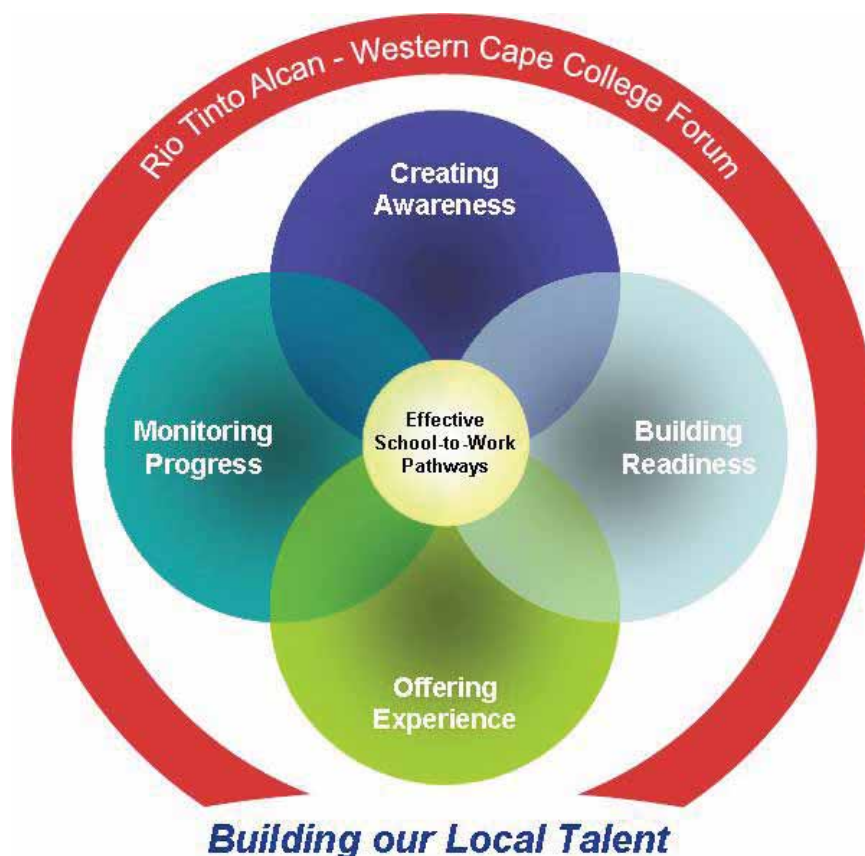 Rio Tinto Alcan - Western Cape College Forum
Creating
Awareness
Monitoring
Progress
Effective
School-to-Work
Pathways
Building
Readiness
Offering
Experience
Building our Local Talent